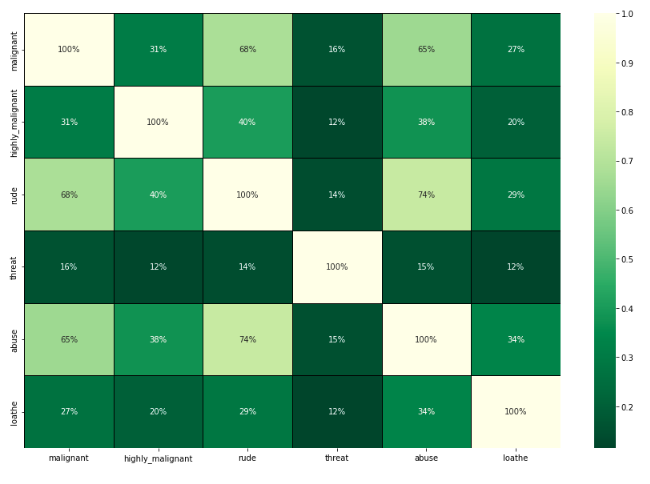 malignant 100% 31% 68% 16% 65% 27%
highly_malignant 31% 100% 40% 12% 38% 20%
rude 68% 40% 100% 14% 74% 29%
threat 16% 12% 14% 100% 15% 12%
abuse 65% 38% 74% 15% 100% 34%
loathe 27% 20% 29% 12% 34% 100%
malignant highly_malignant rude threat abuse loathe
1.0
0.9
0.8
0.7
0.6
0.5
0.4
0.3
0.2